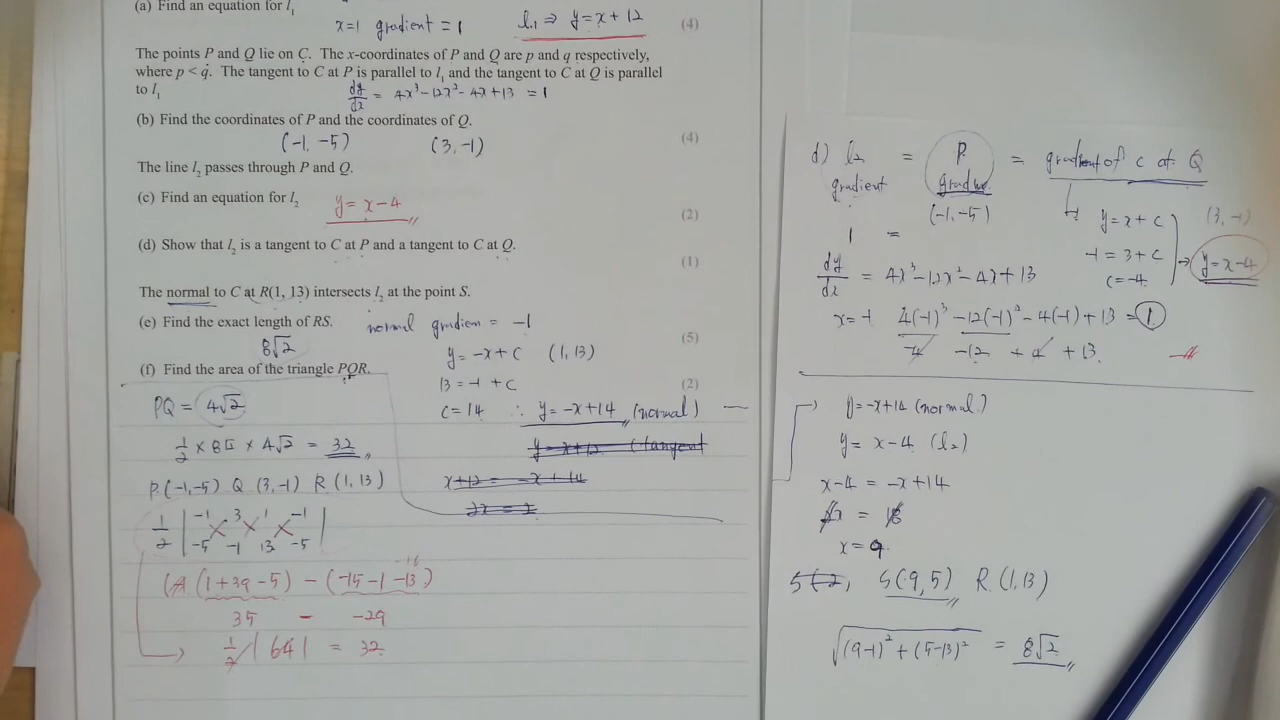 (a) Find an equation for l₁
x=1 gradient = 1 l₁ ⇒ y = x + 12 (4)
The points P and Q lie on C. The x-coordinates of P and Q are p and q respectively,
where p < q. The tangent to C at P is parallel to l₁ and the tangent to C at Q is parallel
to l₁
dy/dx = 4x³ - 12x² - 4x + 13 = 1
(b) Find the coordinates of P and the coordinates of Q.
(-1, -5) (3, -1) (4)
The line l₂ passes through P and Q.
(c) Find an equation for l₂
y = x - 4 (2)
(d) Show that l₂ is a tangent to C at P and a tangent to C at Q.
(1)
The normal to C at R(1, 13) intersects l₂ at the point S.
(e) Find the exact length of RS.
8√2 (5)
normal gradien = -1
y = -x + C (1, 13)
13 = -1 + C
C = 14 ∴ y = -x + 14 (normal)
y = x + 12 (tangent
x + 12 = -x + 14
2x = 2
(f) Find the area of the triangle PQR.
(2)
PQ = 4√2
1/2 × 8√2 × 4√2 = 32
P(-1, -5) Q (3, -1) R (1, 13)
1/2 | -1 3 1 -1 |
-5 -1 13 -5
(1 + 39 - 5) - (-15 - 1 - 13)
-16
35 - -29
1/2 | 64 | = 32
d) l₂ = P = gradient of C at Q
gradient
(-1, -5)
1 =
y = x + C (3, -1)
-1 = 3 + C
C = -4
y = x - 4
dy/dx = 4x³ - 12x² - 4x + 13
x = -1 4(-1)³ - 12(-1)² - 4(-1) + 13 = 1
-4 -12 + 4 + 13
y = -x + 14 (normal)
y = x - 4 (l₂)
x - 4 = -x + 14
2x = 18
x = 9
S(9, 5) R (1, 13)
√(9-1)² + (5-13)² = 8√2